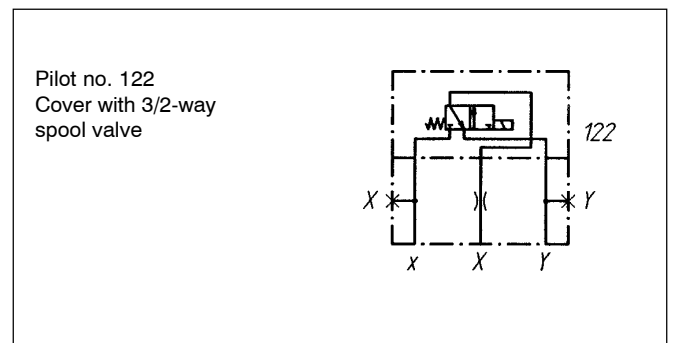 Pilot no. 122
Cover with 3/2-way
spool valve
122
X
Y
x
X
Y